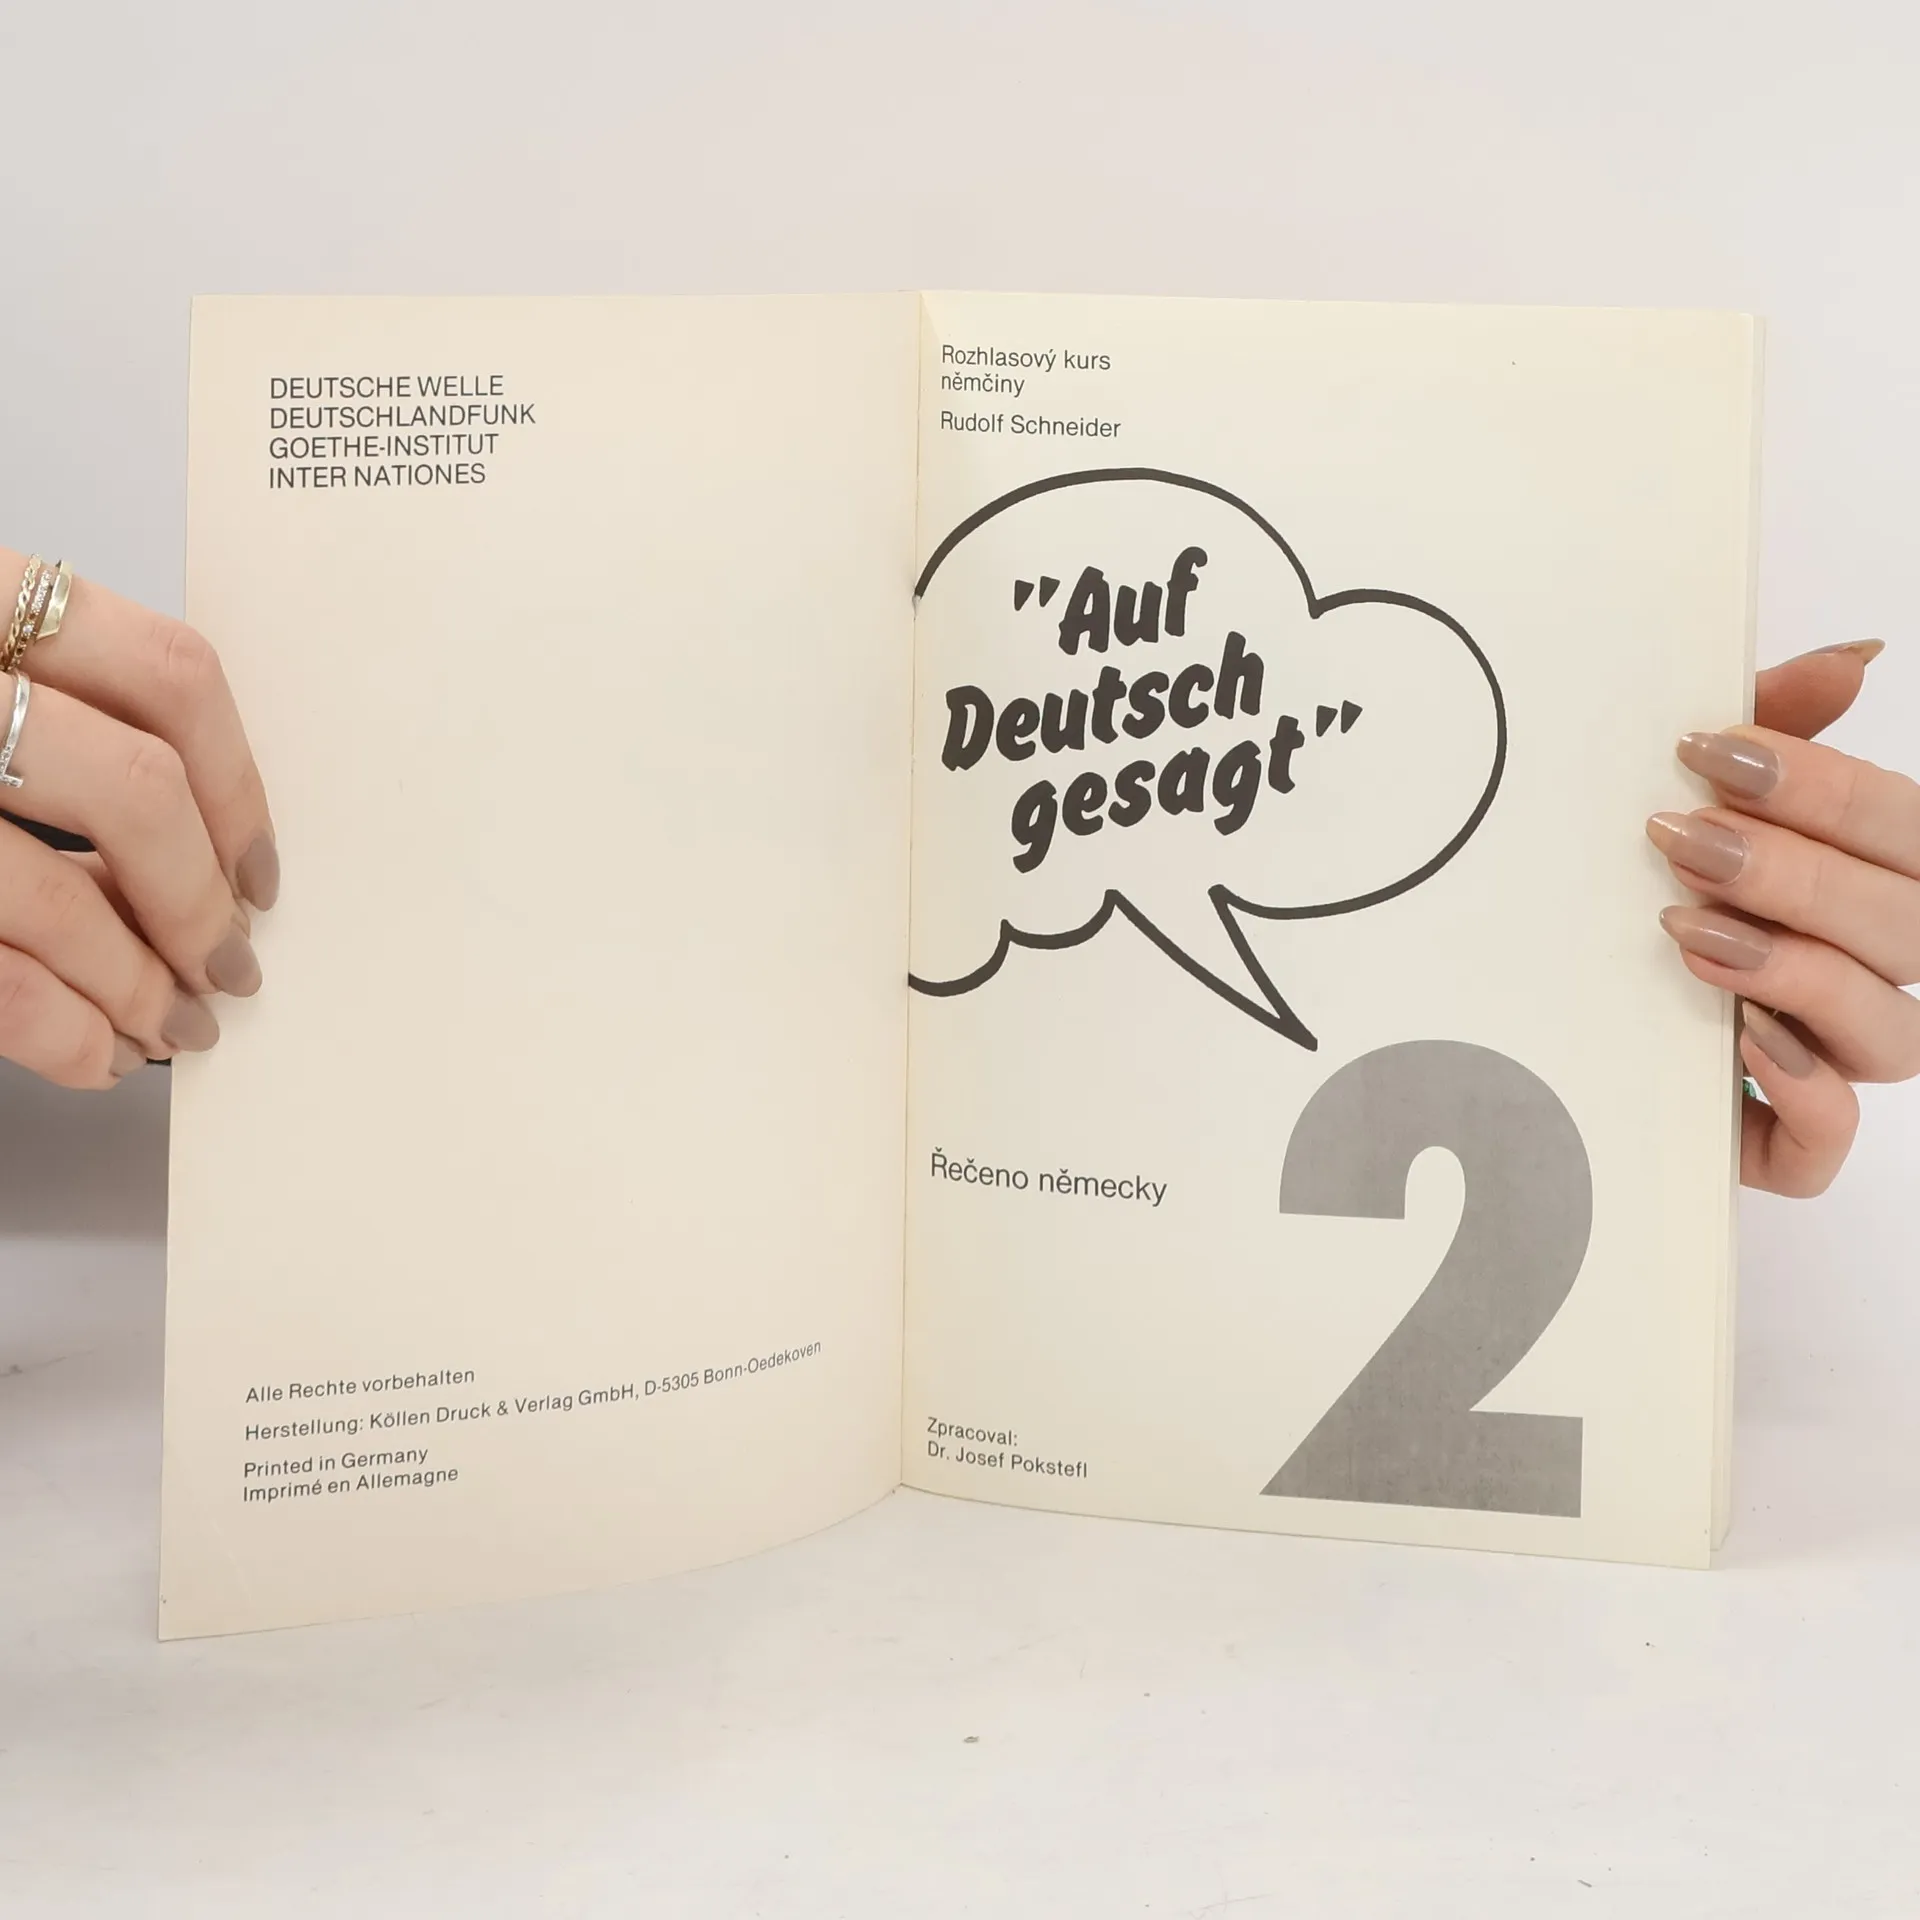 DEUTSCHE WELLE
DEUTSCHLANDFUNK
GOETHE-INSTITUT
INTER NATIONES
Alle Rechte vorbehalten
Herstellung: Köllen Druck & Verlag GmbH, D-5305 Bonn-Oedekoven
Printed in Germany
Imprimé en Allemagne
Rozhlasový kurs
němčiny
Rudolf Schneider
"Auf
Deutsch
gesagt"
Řečeno německy
2
Zpracoval:
Dr. Josef Pokstefl